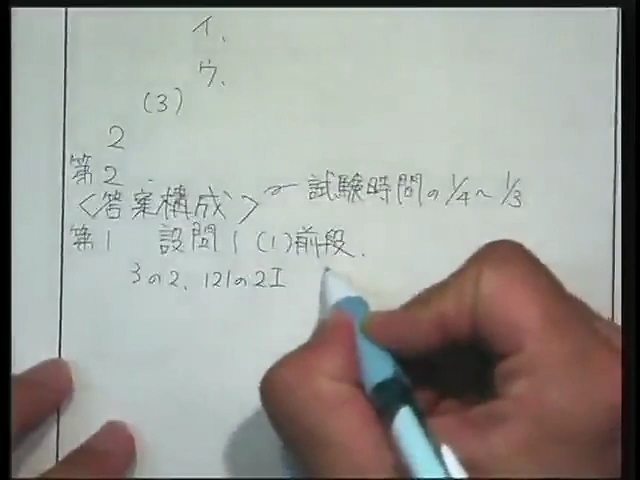 イ.
ウ.
(3)
2
第2.
<答案構成> ～ 試験時間の1/4～1/3
第1 設問1(1)前段.
3の2、121の2I